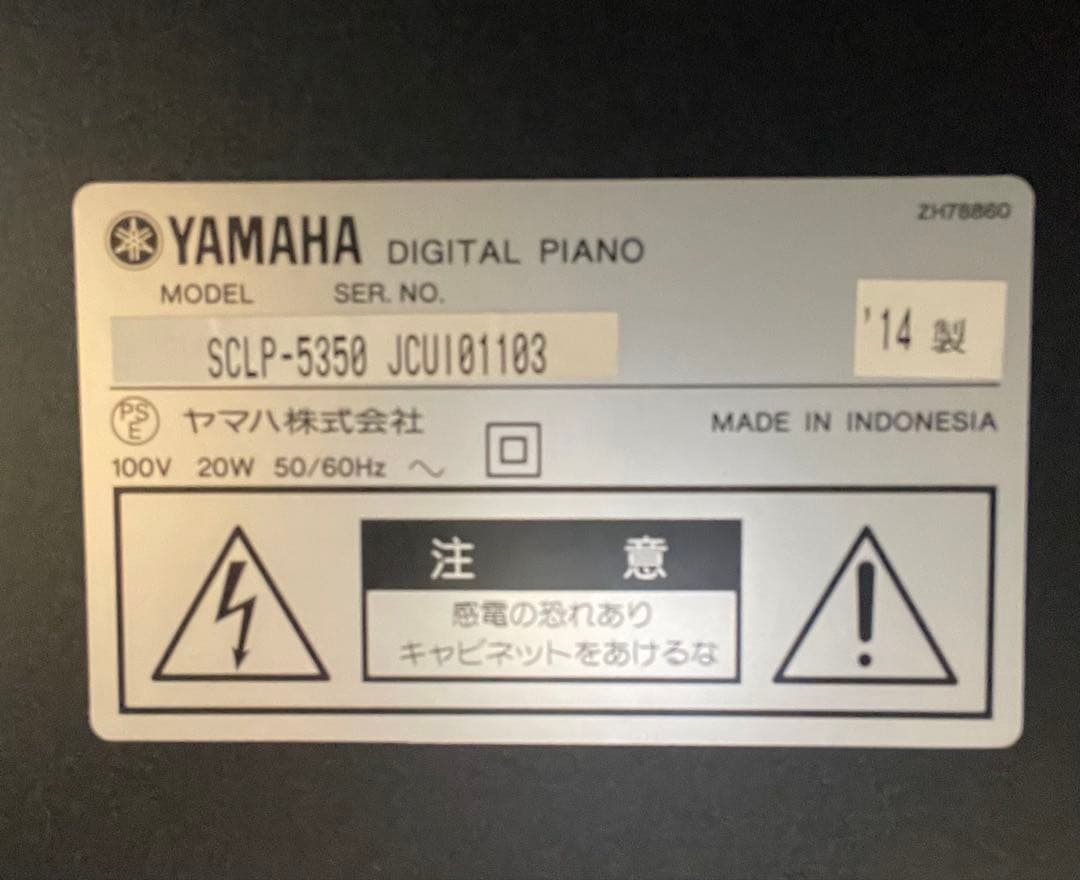 ZH78860
YAMAHA DIGITAL PIANO
MODEL SER. NO.
SCLP-5350 JCUI01103
'14 製
PSE ヤマハ株式会社
MADE IN INDONESIA
100V 20W 50/60Hz ~
注意
感電の恐れあり
キャビネットをあけるな